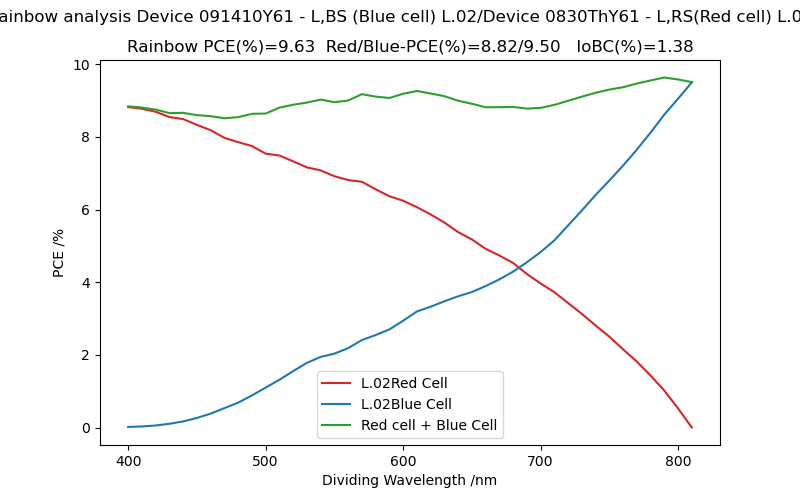 ainbow analysis Device 091410Y61 - L,BS (Blue cell) L.02/Device 0830ThY61 - L,RS(Red cell) L.0
Rainbow PCE(%)=9.63 Red/Blue-PCE(%)=8.82/9.50 IoBC(%)=1.38
10
8
6
4
2
0
PCE /%
L.02Red Cell
L.02Blue Cell
Red cell + Blue Cell
400 500 600 700 800
Dividing Wavelength /nm